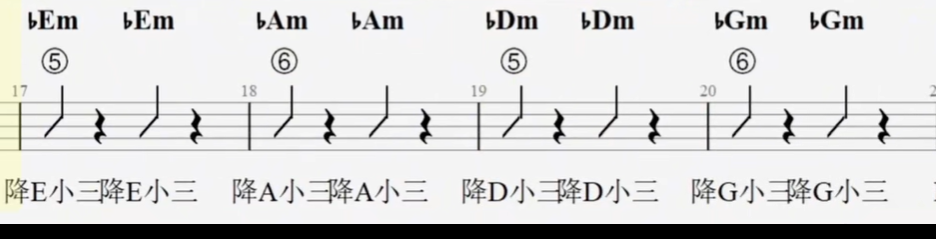 ♭Em ♭Em ♭Am ♭Am ♭Dm ♭Dm ♭Gm ♭Gm
⑤ ⑥ ⑤ ⑥
17 18 19 20
降E小三降E小三 降A小三降A小三 降D小三降D小三 降G小三降G小三